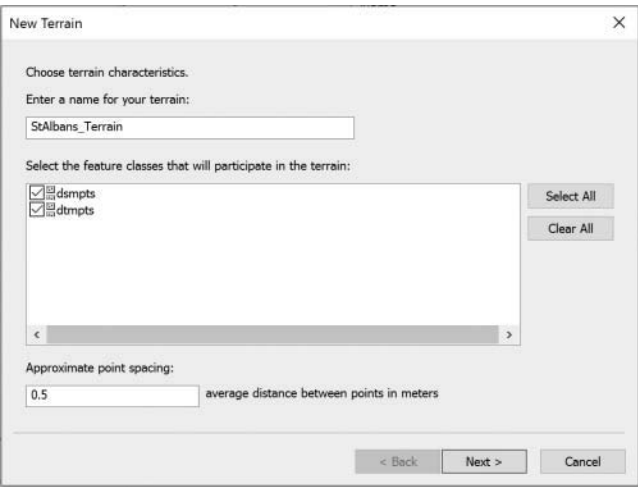 New Terrain
Choose terrain characteristics.
Enter a name for your terrain:
StAlbans_Terrain
Select the feature classes that will participate in the terrain:
dsmpts
dtmpts
Select All
Clear All
Approximate point spacing:
0.5 average distance between points in meters
< Back Next > Cancel